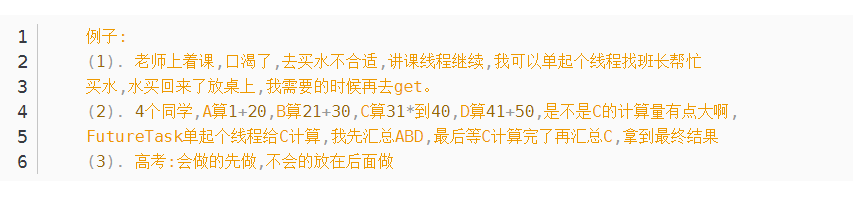 1 例子:
2 (1). 老师上着课,口渴了,去买水不合适,讲课线程继续,我可以单起个线程找班长帮忙
3 买水,水买回来了放桌上,我需要的时候再去get。
4 (2). 4个同学,A算1+20,B算21+30,C算31*到40,D算41+50,是不是C的计算量有点大啊,
5 FutureTask单起个线程给C计算,我先汇总ABD,最后等C计算完了再汇总C,拿到最终结果
6 (3). 高考:会做的先做,不会的放在后面做